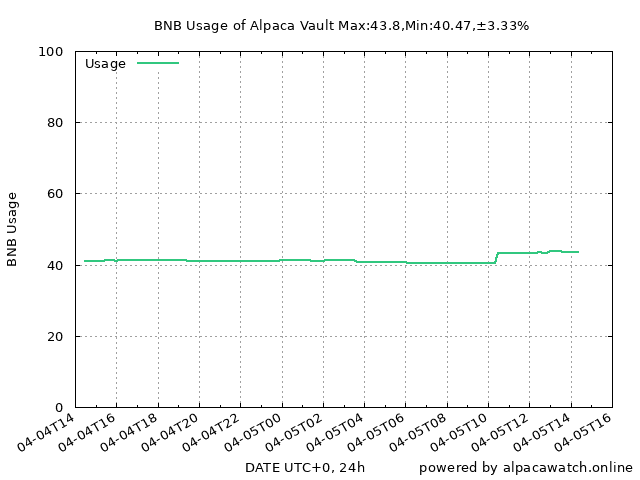 BNB Usage of Alpaca Vault Max:43.8,Min:40.47,±3.33%
100
Usage
80
60
40
20
0
BNB Usage
04-04T14
04-04T16
04-04T18
04-04T20
04-04T22
04-05T00
04-05T02
04-05T04
04-05T06
04-05T08
04-05T10
04-05T12
04-05T14
04-05T16
DATE UTC+0, 24h
powered by alpacawatch.online